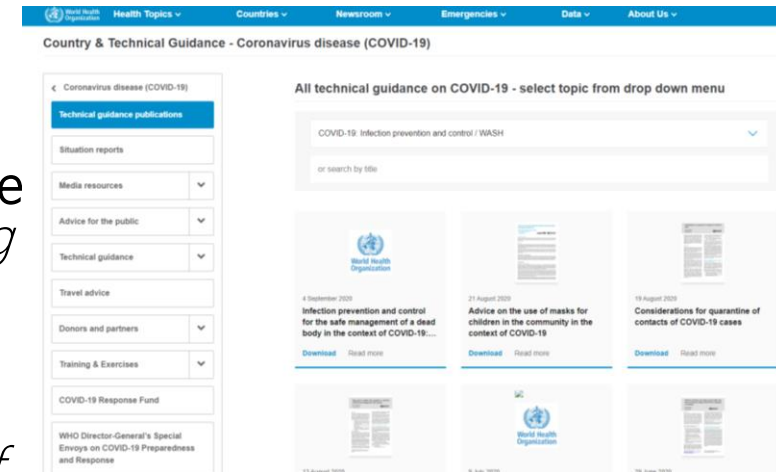 World Health
Organization
Health Topics
Countries
Newsroom
Emergencies
Data
About Us
Country & Technical Guidance - Coronavirus disease (COVID-19)
Coronavirus disease (COVID-19)
Technical guidance publications
Situation reports
Media resources
Advice for the public
Technical guidance
Travel advice
Donors and partners
Training & Exercises
COVID-19 Response Fund
WHO Director-General's Special
Envoys on COVID-19 Preparedness
and Response
e
g
f
All technical guidance on COVID-19 - select topic from drop down menu
COVID-19: Infection prevention and control / WASH
or search by title
World Health
Organization
4 September 2020
Infection prevention and control
for the safe management of a dead
body in the context of COVID-19:...
Download Read more
21 August 2020
Advice on the use of masks for
children in the community in the
context of COVID-19
Download Read more
19 August 2020
Considerations for quarantine of
contacts of COVID-19 cases
Download Read more
World Health
Organization